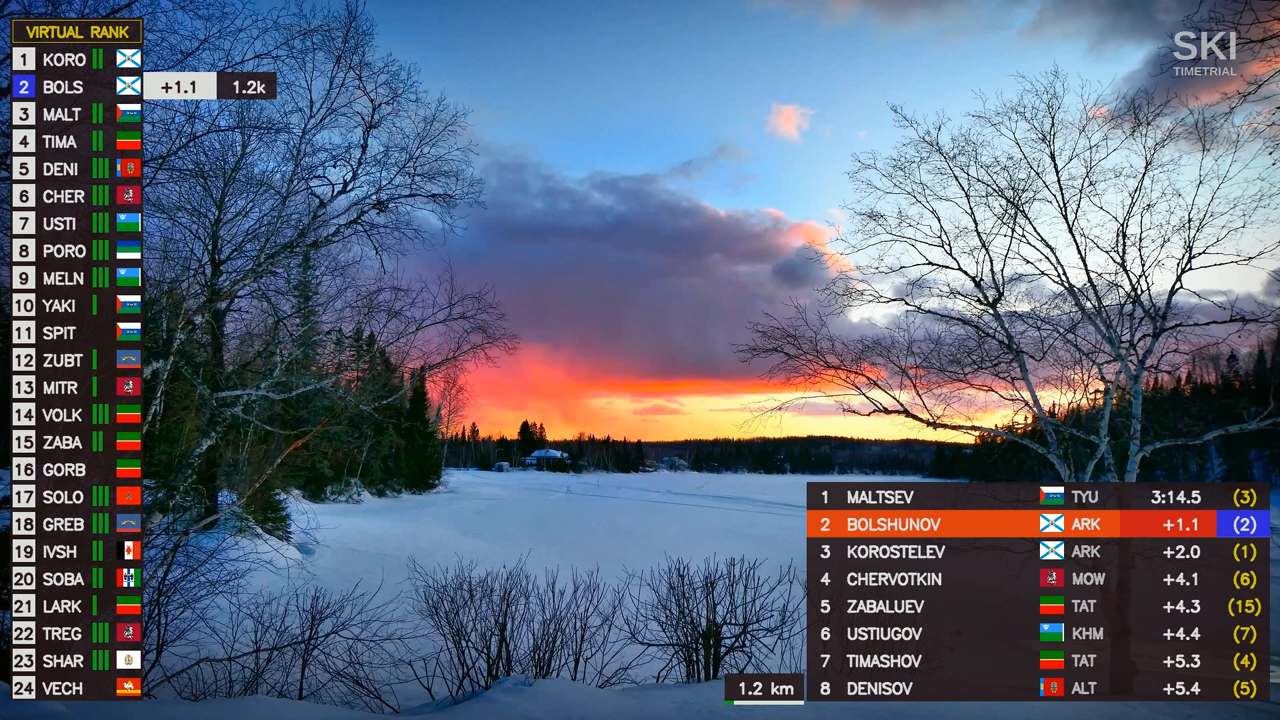 VIRTUAL RANK
1 KORO
2 BOLS +1.1 1.2k
3 MALT
4 TIMA
5 DENI
6 CHER
7 USTI
8 PORO
9 MELN
10 YAKI
11 SPIT
12 ZUBT
13 MITR
14 VOLK
15 ZABA
16 GORB
17 SOLO
18 GREB
19 IVSH
20 SOBA
21 LARK
22 TREG
23 SHAR
24 VECH
SKI
TIMETRIAL
1 MALTSEV TYU 3:14.5 (3)
2 BOLSHUNOV ARK +1.1 (2)
3 KOROSTELEV ARK +2.0 (1)
4 CHERVOTKIN MOW +4.1 (6)
5 ZABALUEV TAT +4.3 (15)
6 USTIUGOV KHM +4.4 (7)
7 TIMASHOV TAT +5.3 (4)
8 DENISOV ALT +5.4 (5)
1.2 km